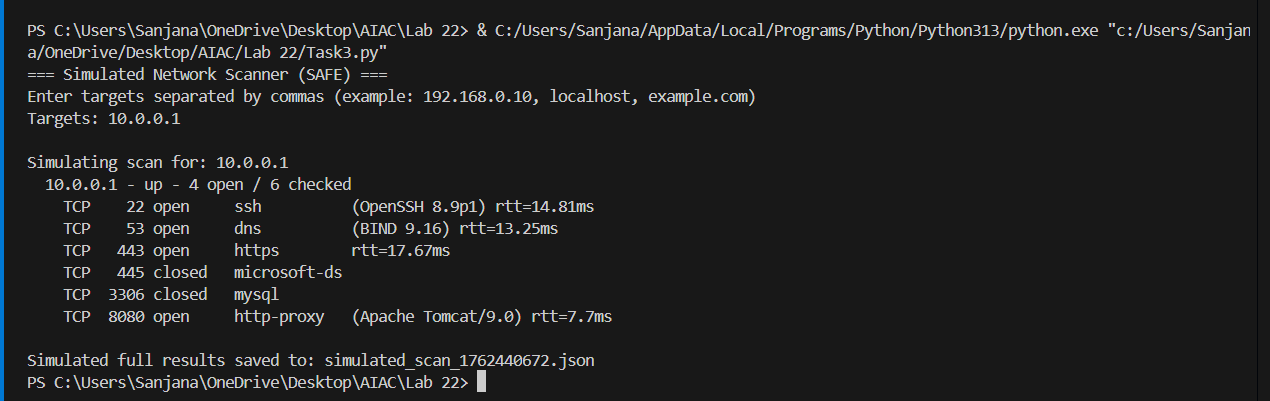 PS C:\Users\Sanjana\OneDrive\Desktop\AIAC\Lab 22> & C:/Users/Sanjana/AppData/Local/Programs/Python/Python313/python.exe "c:/Users/Sanjan
a/OneDrive/Desktop/AIAC/Lab 22/Task3.py"
=== Simulated Network Scanner (SAFE) ===
Enter targets separated by commas (example: 192.168.0.10, localhost, example.com)
Targets: 10.0.0.1

Simulating scan for: 10.0.0.1
  10.0.0.1 - up - 4 open / 6 checked
    TCP    22 open     ssh          (OpenSSH 8.9p1) rtt=14.81ms
    TCP    53 open     dns          (BIND 9.16) rtt=13.25ms
    TCP   443 open     https        rtt=17.67ms
    TCP   445 closed   microsoft-ds
    TCP  3306 closed   mysql
    TCP  8080 open     http-proxy   (Apache Tomcat/9.0) rtt=7.7ms

Simulated full results saved to: simulated_scan_1762440672.json
PS C:\Users\Sanjana\OneDrive\Desktop\AIAC\Lab 22>